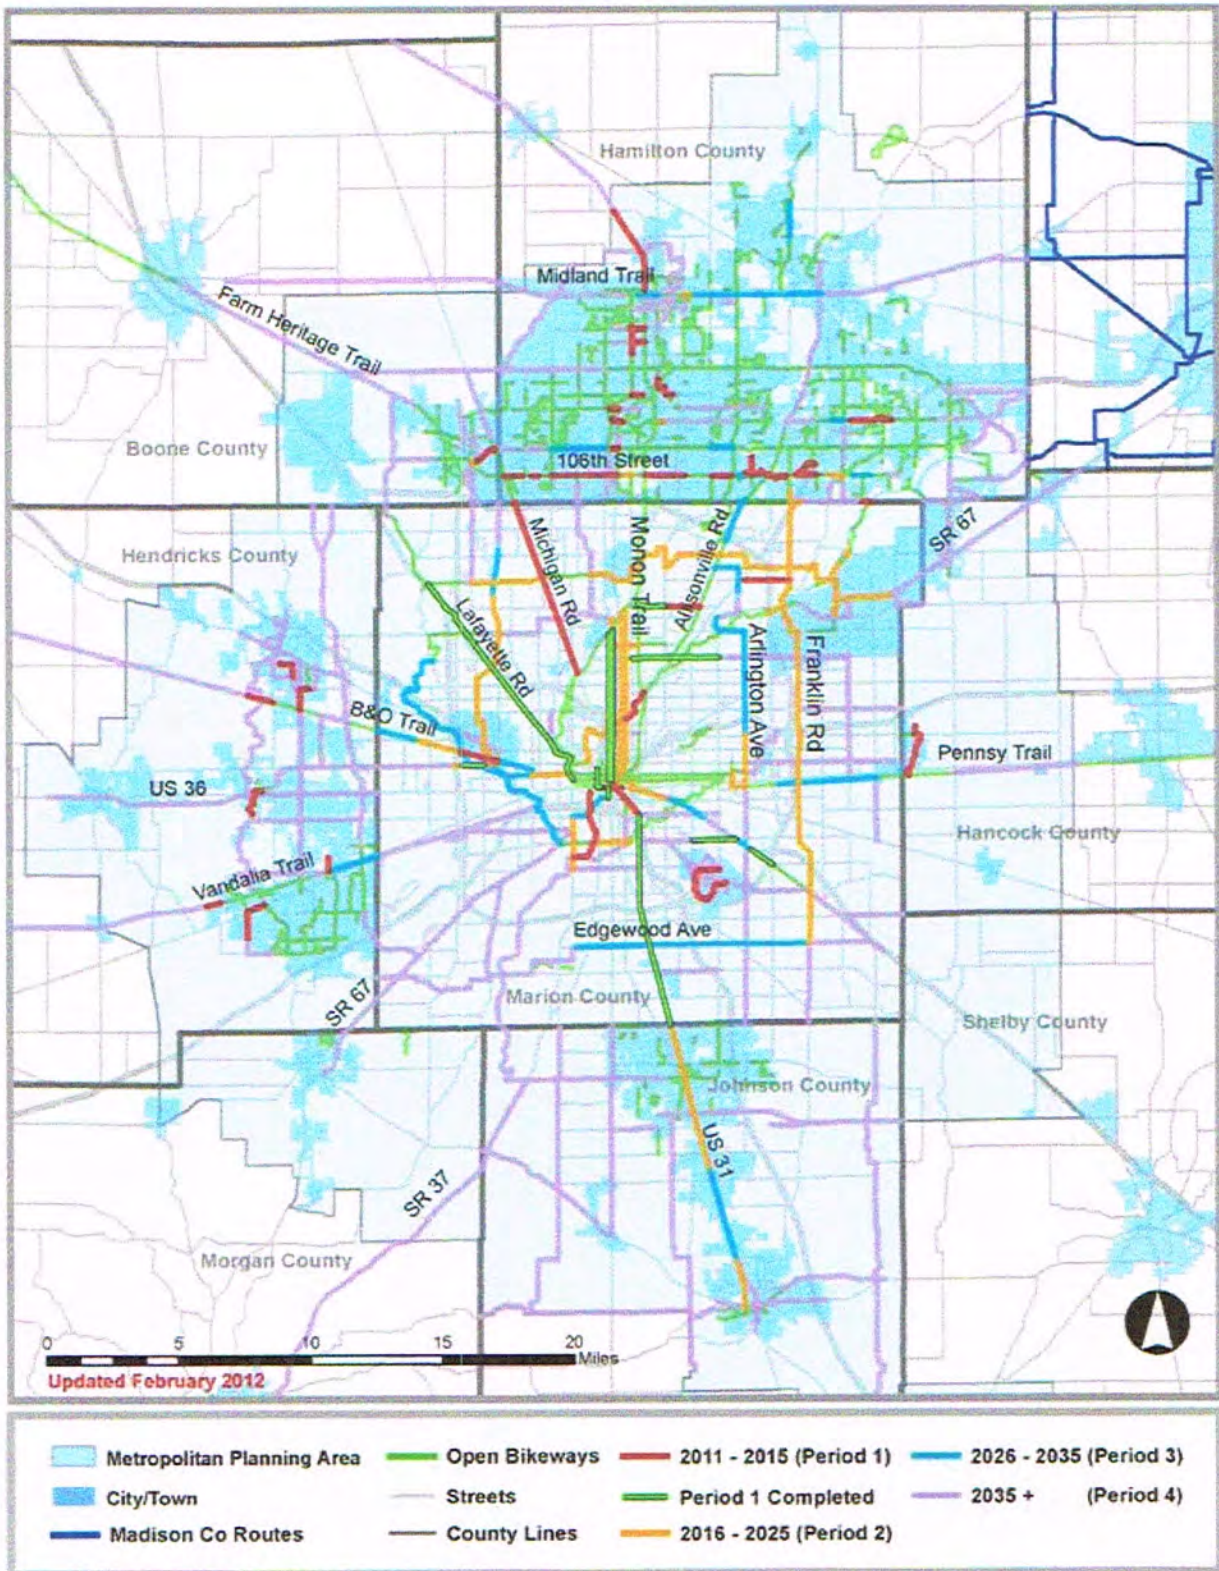 Hamilton County
Midland Trail
Farm Heritage Trail
Boone County
106th Street
Hendricks County
Michigan Rd
Monon Trail
Allisonville Rd
SR 67
Lafayette Rd
Arlington Ave
Franklin Rd
B&O Trail
Pennsy Trail
US 36
Hancock County
Vandalia Trail
Edgewood Ave
SR 67
Marion County
Shelby County
Johnson County
US 31
SR 37
Morgan County
0 5 10 15 20
Miles
Updated February 2012
Metropolitan Planning Area
Open Bikeways
2011 - 2015 (Period 1)
2026 - 2035 (Period 3)
City/Town
Streets
Period 1 Completed
2035 + (Period 4)
Madison Co Routes
County Lines
2016 - 2025 (Period 2)